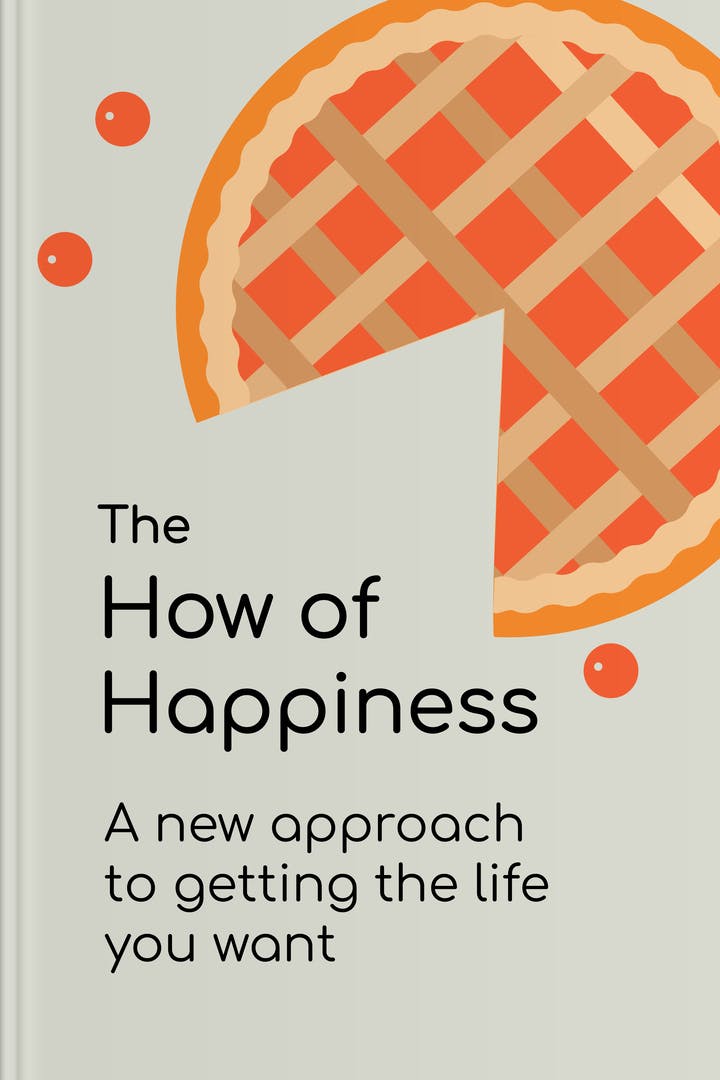 The
How of
Happiness
A new approach
to getting the life
you want